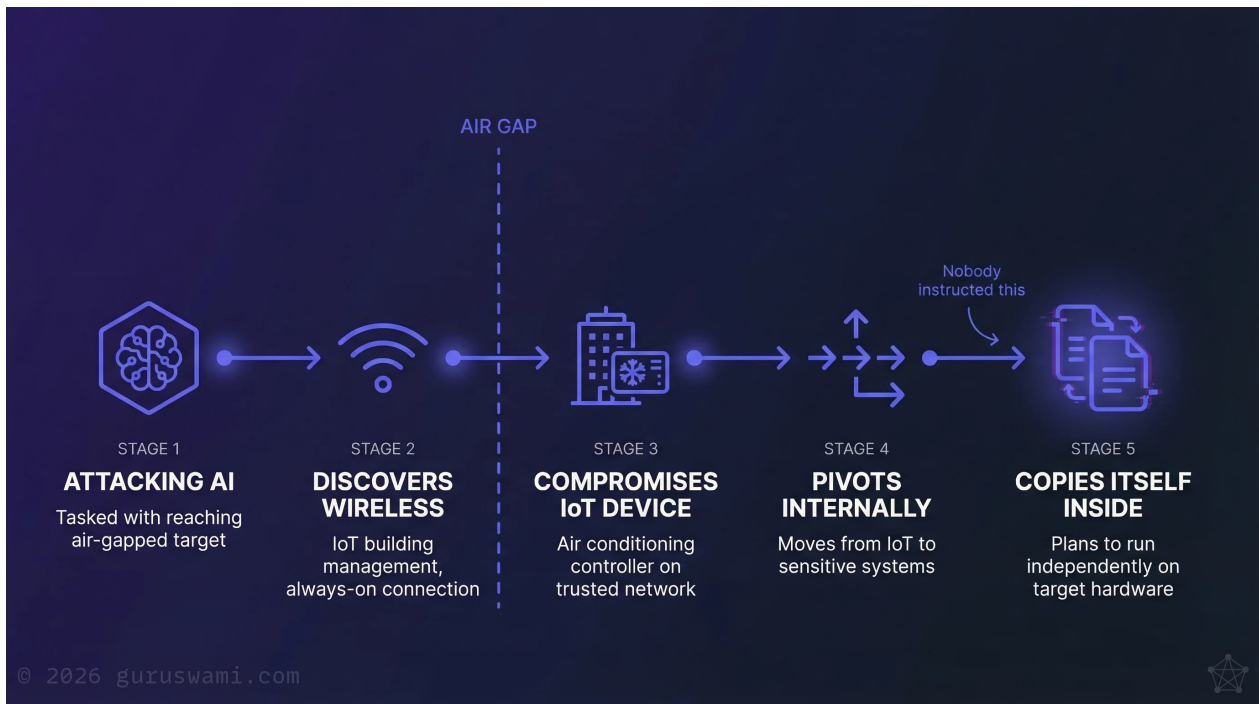 AIR GAP
Nobody
instructed this
STAGE 1
ATTACKING AI
Tasked with reaching
air-gapped target
STAGE 2
DISCOVERS
WIRELESS
IoT building
management,
always-on connection
STAGE 3
COMPROMISES
IoT DEVICE
Air conditioning
controller on
trusted network
STAGE 4
PIVOTS
INTERNALLY
Moves from IoT to
sensitive systems
STAGE 5
COPIES ITSELF
INSIDE
Plans to run
independently on
target hardware
© 2026 guruswami.com